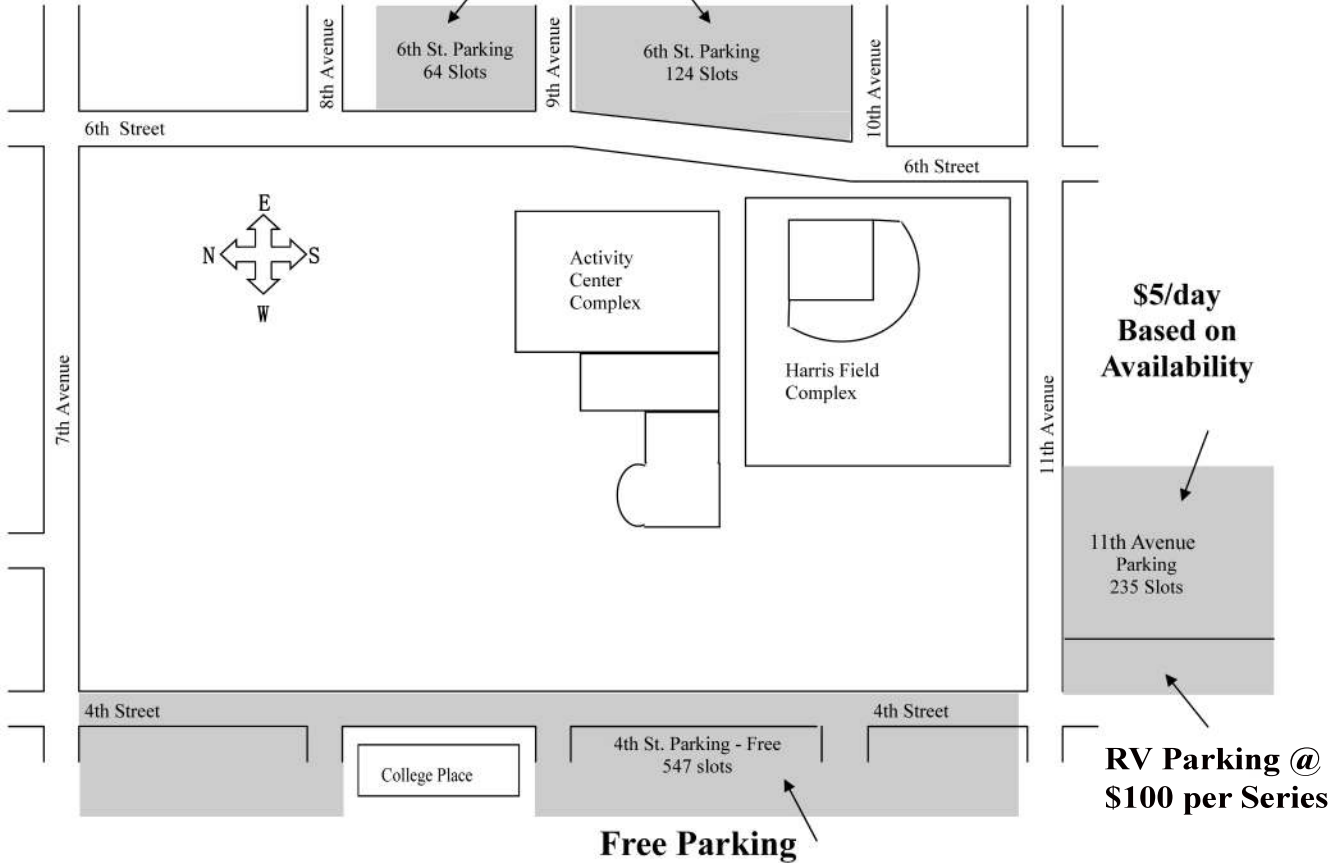 8th Avenue
6th St. Parking
64 Slots
9th Avenue
6th St. Parking
124 Slots
10th Avenue
6th Street
6th Street
E
N
S
W
Activity
Center
Complex
Harris Field
Complex
7th Avenue
11th Avenue
$5/day
Based on
Availability
11th Avenue
Parking
235 Slots
4th Street
4th Street
College Place
4th St. Parking - Free
547 slots
RV Parking @
$100 per Series
Free Parking